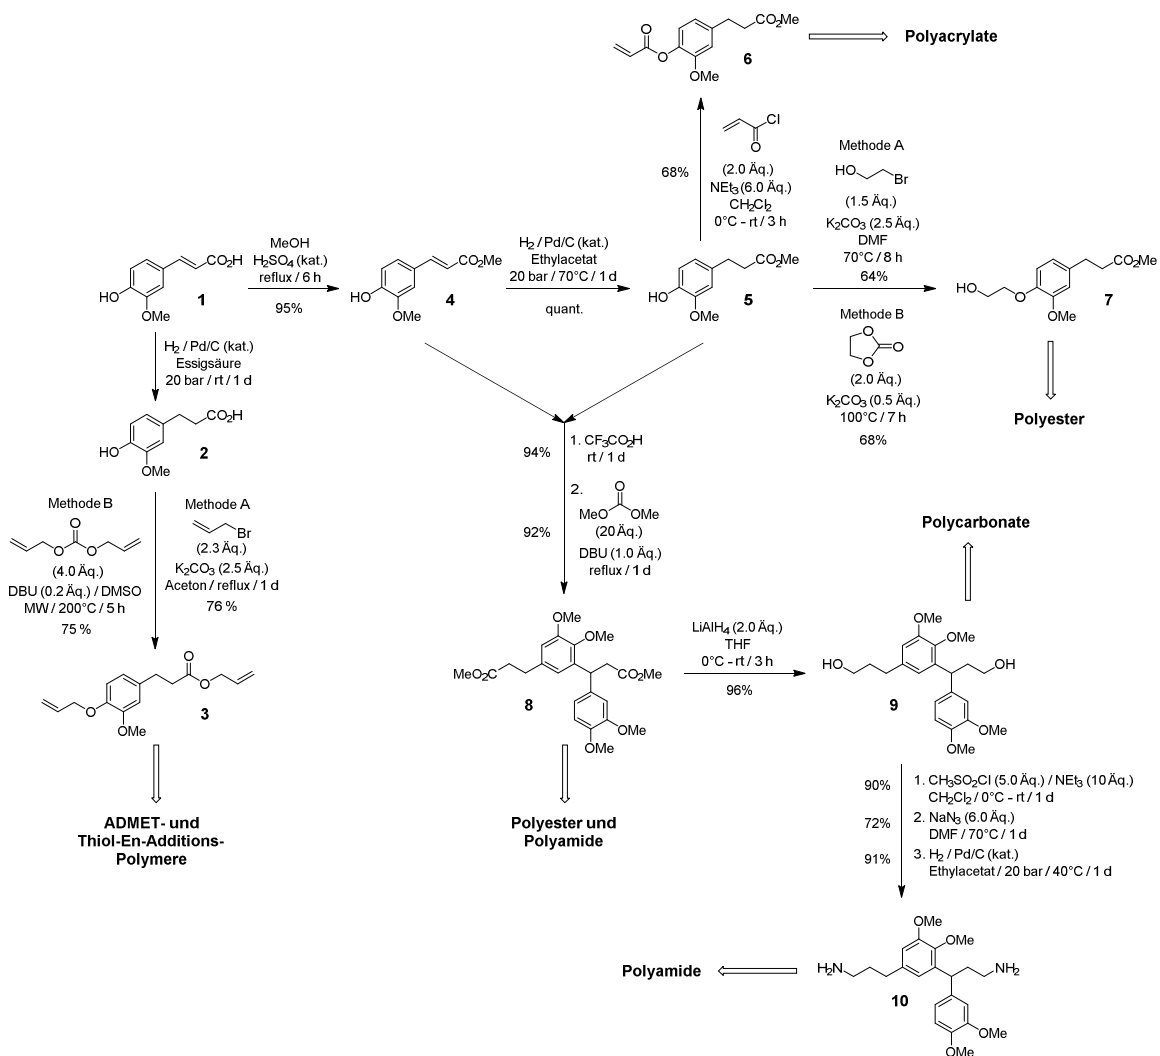 CO₂Me
O
O
OMe
6
Polyacrylate
Cl
O
68%
(2.0 Äq.)
NEt₃ (6.0 Äq.)
CH₂Cl₂
0°C – rt / 3 h
Methode A
HO
Br
(1.5 Äq.)
K₂CO₃ (2.5 Äq.)
DMF
70°C / 8 h
64%
CO₂H
HO
OMe
1
MeOH
H₂SO₄ (kat.)
reflux / 6 h
95%
CO₂Me
HO
OMe
4
H₂ / Pd/C (kat.)
Ethylacetat
20 bar / 70°C / 1 d
quant.
CO₂Me
HO
OMe
5
CO₂Me
HO
O
OMe
7
Methode B
O
O
O
(2.0 Äq.)
K₂CO₃ (0.5 Äq.)
100°C / 7 h
68%
Polyester
H₂ / Pd/C (kat.)
Essigsäure
20 bar / rt / 1 d
CO₂H
HO
OMe
2
94%
1. CF₃CO₂H
rt / 1 d
2.
O
MeO OMe
(20 Äq.)
92%
DBU (1.0 Äq.)
reflux / 1 d
Methode B
O
O O
(4.0 Äq.)
DBU (0.2 Äq.) / DMSO
MW / 200°C / 5 h
75 %
Methode A
Br
(2.3 Äq.)
K₂CO₃ (2.5 Äq.)
Aceton / reflux / 1 d
76 %
O
O
O
OMe
3
ADMET- und
Thiol-En-Additions-
Polymere
OMe
OMe
MeO₂C
CO₂Me
8
OMe
OMe
Polyester und
Polyamide
LiAlH₄ (2.0 Äq.)
THF
0°C – rt / 3 h
96%
Polycarbonate
OMe
OMe
HO
OH
9
OMe
OMe
90%
1. CH₃SO₂Cl (5.0 Äq.) / NEt₃ (10 Äq.)
CH₂Cl₂ / 0°C – rt / 1 d
72%
2. NaN₃ (6.0 Äq.)
DMF / 70°C / 1 d
91%
3. H₂ / Pd/C (kat.)
Ethylacetat / 20 bar / 40°C / 1 d
OMe
OMe
H₂N
NH₂
10
OMe
OMe
Polyamide